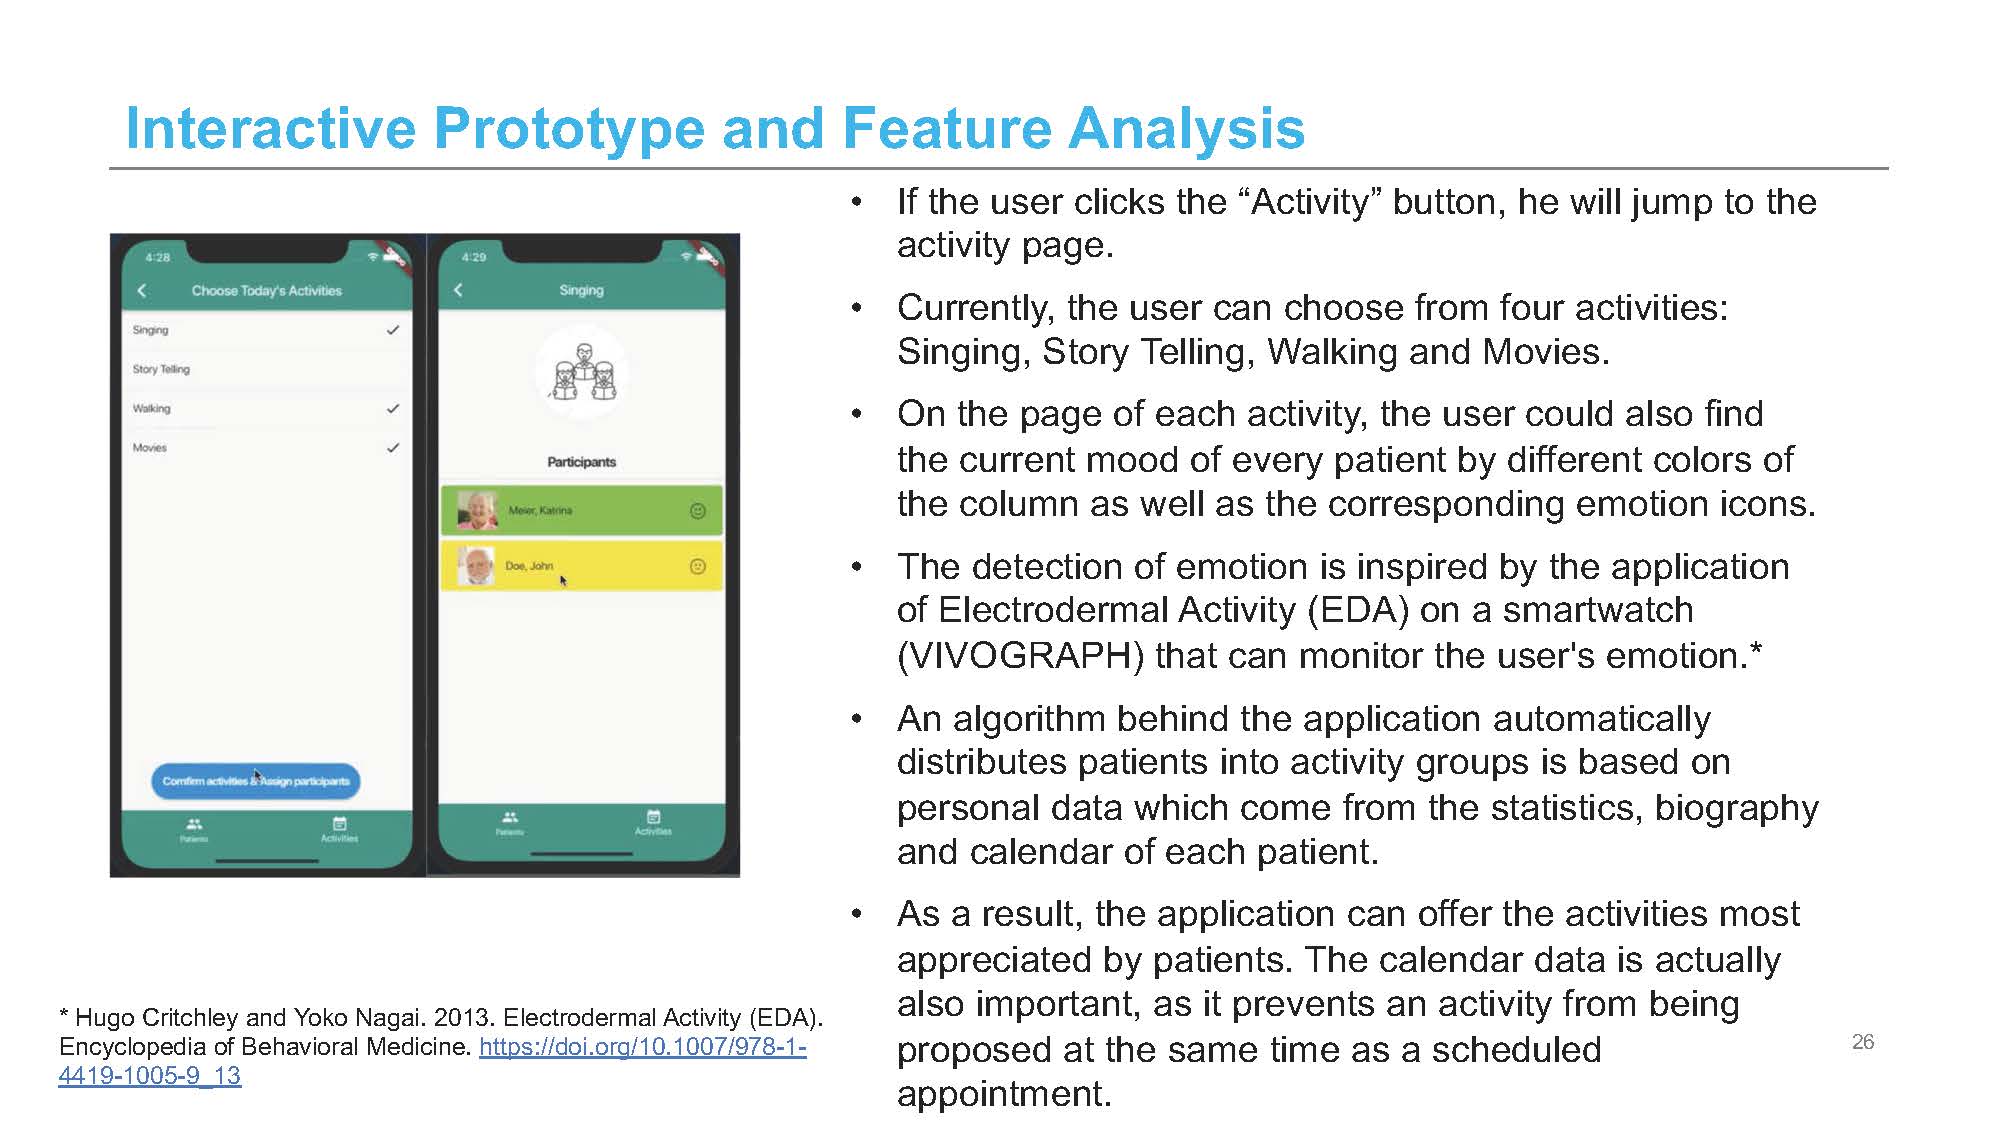 Interactive Prototype and Feature Analysis
4:28
Choose Today's Activities
Singing
Story Telling
Walking
Movies
Comfirm activities & Assign participants
Patients
Activities
4:29
Singing
Participants
Meier, Katrina
Doe, John
Patients
Activities
• If the user clicks the “Activity” button, he will jump to the
activity page.
• Currently, the user can choose from four activities:
Singing, Story Telling, Walking and Movies.
• On the page of each activity, the user could also find
the current mood of every patient by different colors of
the column as well as the corresponding emotion icons.
• The detection of emotion is inspired by the application
of Electrodermal Activity (EDA) on a smartwatch
(VIVOGRAPH) that can monitor the user's emotion.*
• An algorithm behind the application automatically
distributes patients into activity groups is based on
personal data which come from the statistics, biography
and calendar of each patient.
• As a result, the application can offer the activities most
appreciated by patients. The calendar data is actually
also important, as it prevents an activity from being
proposed at the same time as a scheduled
appointment.
* Hugo Critchley and Yoko Nagai. 2013. Electrodermal Activity (EDA).
Encyclopedia of Behavioral Medicine. https://doi.org/10.1007/978-1-
4419-1005-9_13
26